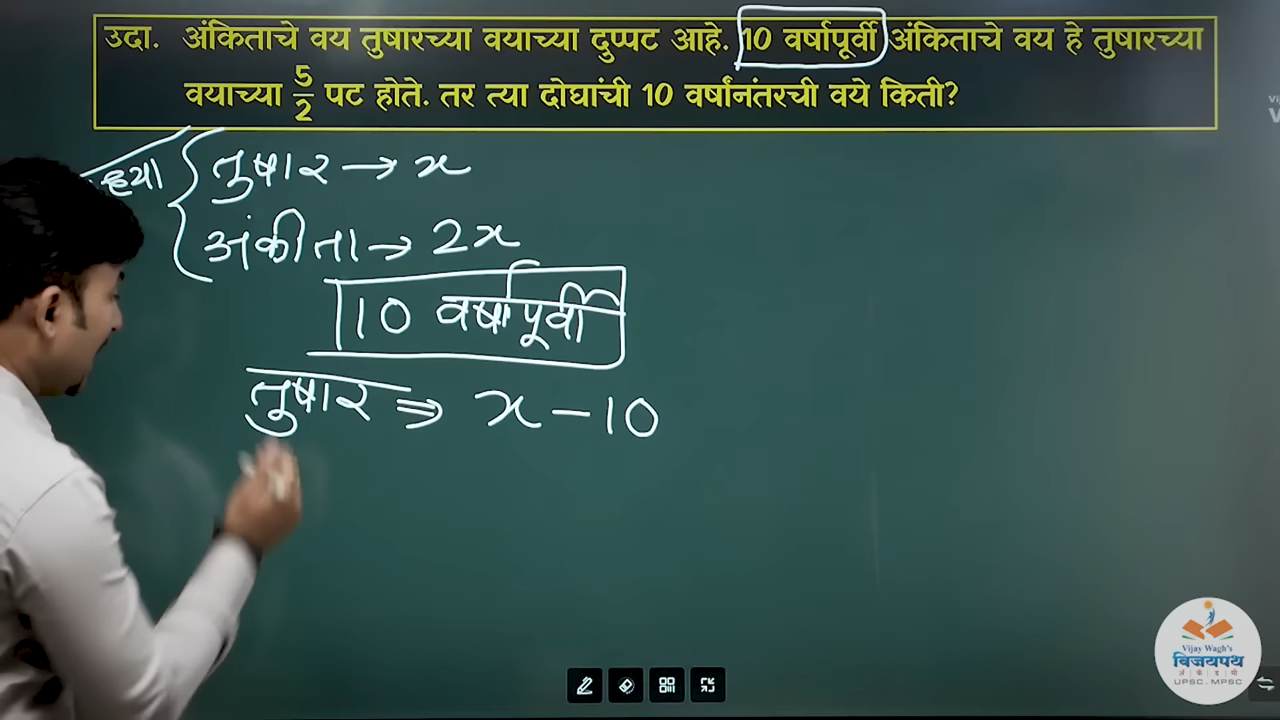 उदा. अंकिताचे वय तुषारच्या वयाच्या दुप्पट आहे. 10 वर्षापूर्वी अंकिताचे वय हे तुषारच्या
वयाच्या 5/2 पट होते. तर त्या दोघांची 10 वर्षांनंतरची वये किती?
तुषार → x
अंकीता → 2x
10 वर्षापूर्वी
तुषार ⇒ x - 10
Vijay Wagh's
विजयपथ
UPSC.MPSC